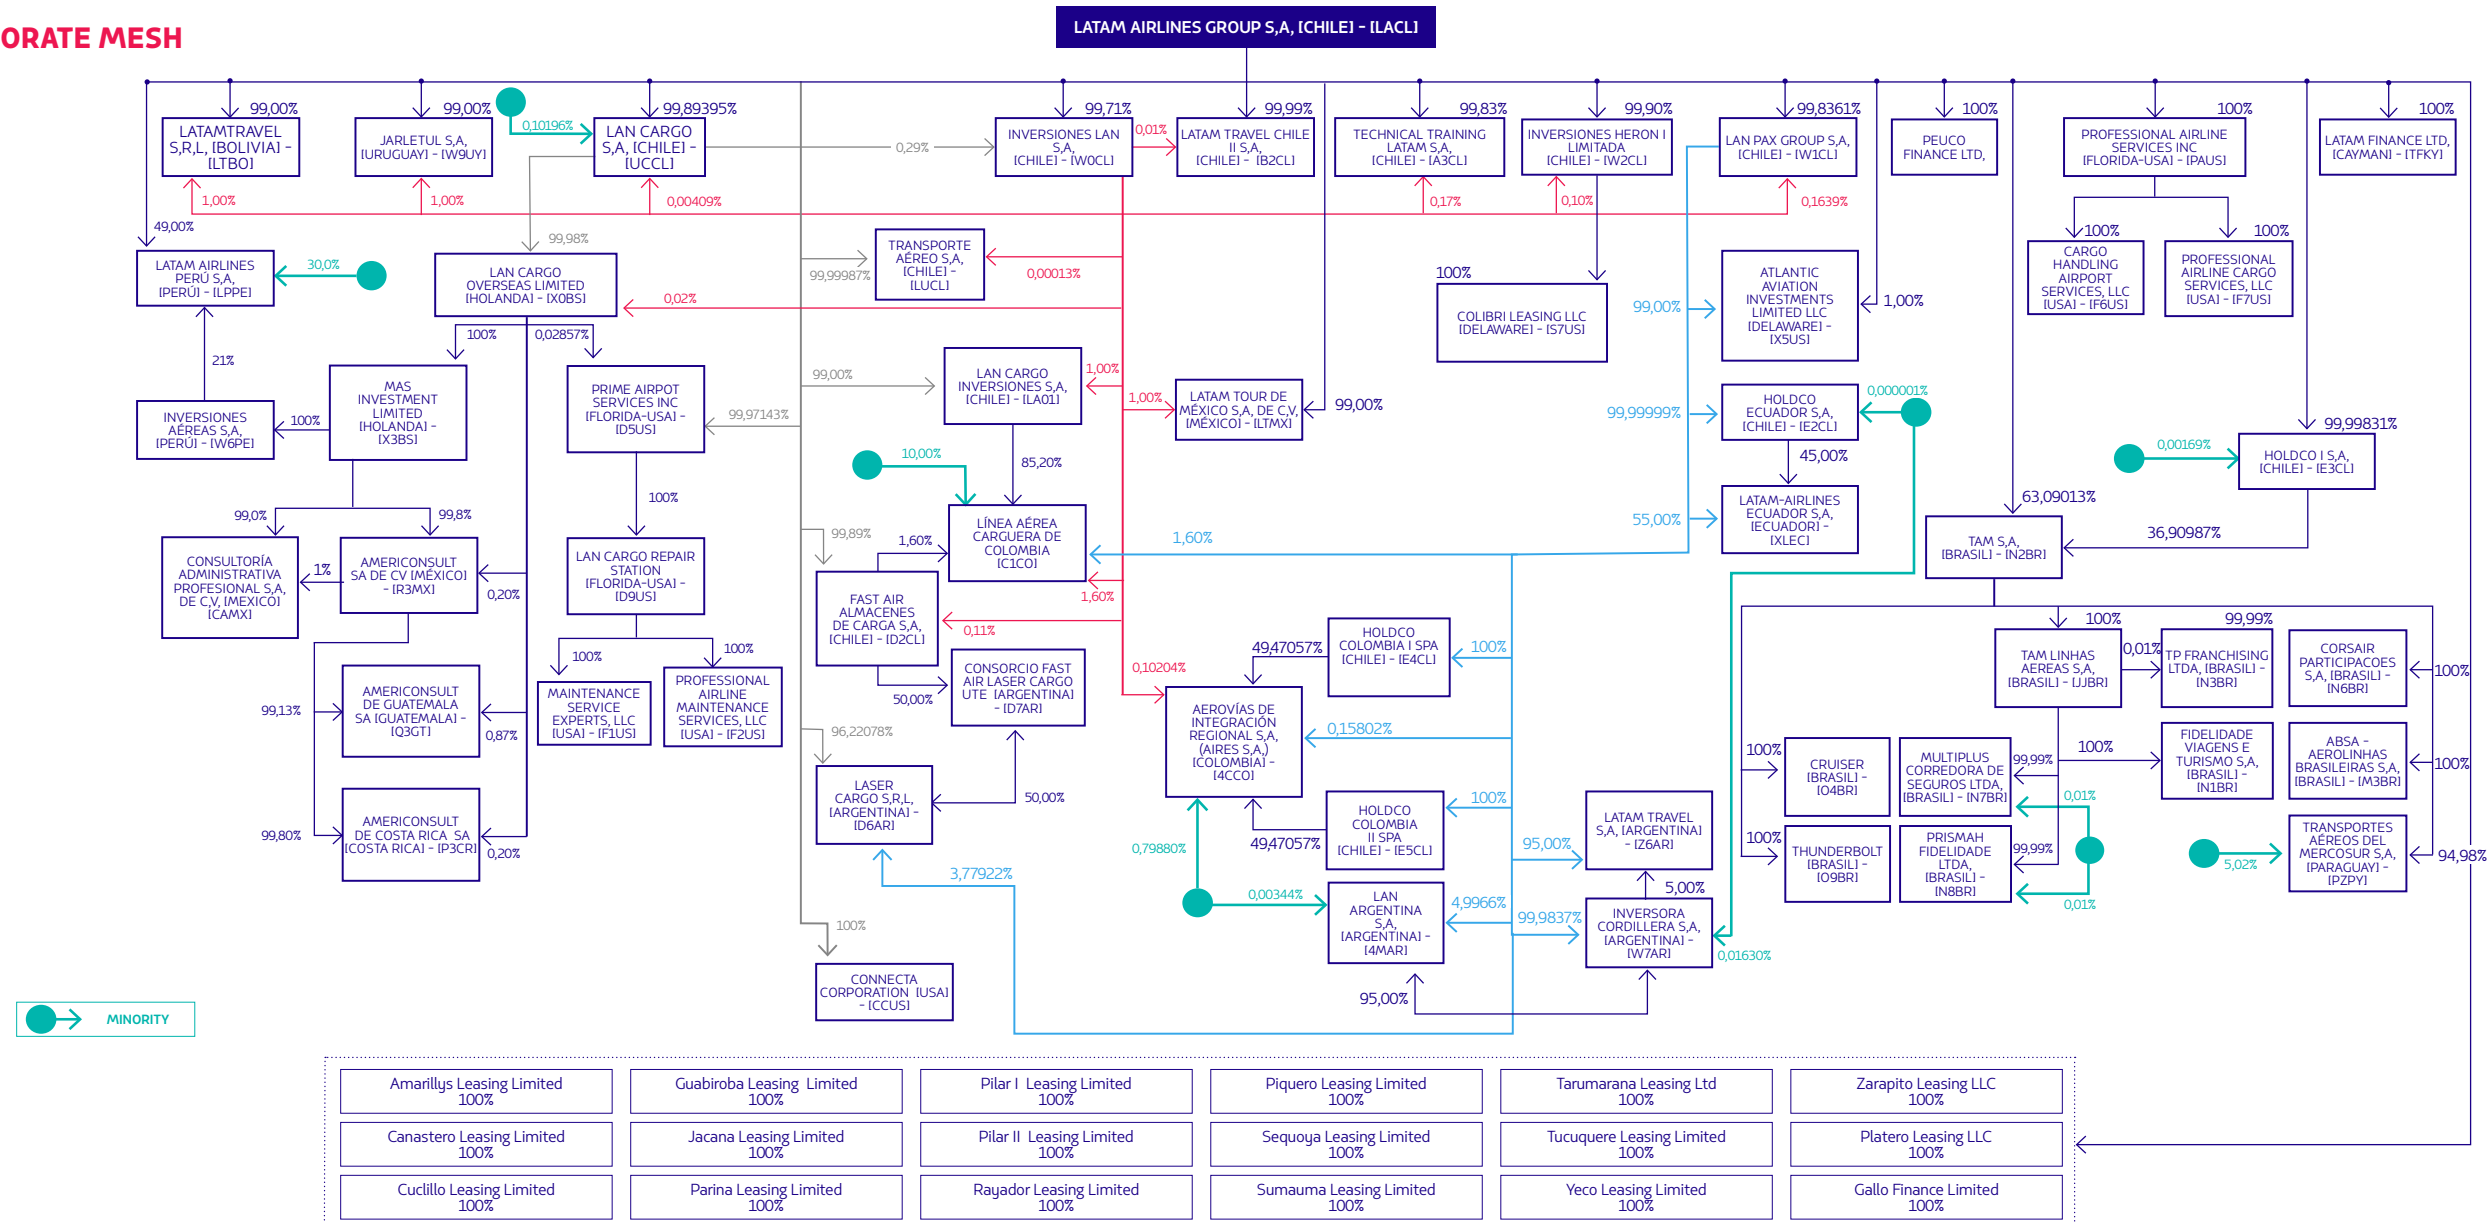 ORATE MESH
LATAM AIRLINES GROUP S,A, [CHILE] - [LACL]
99,00%
99,00%
99,89395%
99,71%
99,99%
99,83%
99,90%
99,8361%
100%
100%
100%
0,10196%
LATAMTRAVEL
S,R,L, [BOLIVIA] -
[LTBO]
JARLETUL S,A,
[URUGUAY] - [W9UY]
LAN CARGO
S,A, [CHILE] -
[UCCL]
0,29%
INVERSIONES LAN
S,A,
[CHILE] - [W0CL]
0,01%
LATAM TRAVEL CHILE
II S,A,
[CHILE] - [B2CL]
TECHNICAL TRAINING
LATAM S,A,
[CHILE] - [A3CL]
INVERSIONES HERON I
LIMITADA
[CHILE] - [W2CL]
LAN PAX GROUP S,A,
[CHILE] - [W1CL]
PEUCO
FINANCE LTD,
PROFESSIONAL AIRLINE
SERVICES INC
[FLORIDA-USA] - [PAUS]
LATAM FINANCE LTD,
[CAYMAN] - [TFKY]
1,00%
1,00%
0,00409%
0,17%
0,10%
0,1639%
49,00%
LATAM AIRLINES
PERÚ S,A,
[PERÚ] - [LPPE]
30,0%
99,98%
LAN CARGO
OVERSEAS LIMITED
[HOLANDA] - [X0BS]
99,99987%
TRANSPORTE
AÉREO S,A,
[CHILE] -
[LUCL]
0,00013%
0,02%
100%
COLIBRI LEASING LLC
[DELAWARE] - [S7US]
99,00%
ATLANTIC
AVIATION
INVESTMENTS
LIMITED LLC
[DELAWARE] -
[X5US]
1,00%
100%
100%
CARGO
HANDLING
AIRPORT
SERVICES, LLC
[USA] - [F6US]
PROFESSIONAL
AIRLINE CARGO
SERVICES, LLC
[USA] - [F7US]
21%
100%
0,02857%
INVERSIONES
AÉREAS S,A,
[PERÚ] - [W6PE]
100%
MAS
INVESTMENT
LIMITED
[HOLANDA] -
[X3BS]
PRIME AIRPOT
SERVICES INC
[FLORIDA-USA] -
[D5US]
99,97143%
99,00%
LAN CARGO
INVERSIONES S,A,
[CHILE] - [LA01]
1,00%
1,00%
LATAM TOUR DE
MÉXICO S,A, DE C,V,
[MÉXICO] - [LTMX]
99,00%
99,99999%
HOLDCO
ECUADOR S,A,
[CHILE] - [E2CL]
0,000001%
45,00%
55,00%
LATAM-AIRLINES
ECUADOR S,A,
[ECUADOR] -
[XLEC]
99,99831%
0,00169%
HOLDCO I S,A,
[CHILE] - [E3CL]
63,09013%
36,90987%
TAM S,A,
[BRASIL] - [N2BR]
99,0%
99,8%
100%
CONSULTORÍA
ADMINISTRATIVA
PROFESIONAL S,A,
DE C,V, [MEXICO]
[CAMX]
1%
AMERICONSULT
SA DE CV [MÉXICO]
- [R3MX]
0,20%
LAN CARGO REPAIR
STATION
[FLORIDA-USA] -
[D9US]
10,00%
85,20%
99,89%
1,60%
LÍNEA AÉREA
CARGUERA DE
COLOMBIA
[C1CO]
1,60%
1,60%
FAST AIR
ALMACENES
DE CARGA S,A,
[CHILE] - [D2CL]
0,11%
50,00%
CONSORCIO FAST
AIR LASER CARGO
UTE [ARGENTINA]
- [D7AR]
50,00%
99,13%
AMERICONSULT
DE GUATEMALA
SA [GUATEMALA] -
[Q3GT]
0,87%
99,80%
AMERICONSULT
DE COSTA RICA SA
[COSTA RICA] - [P3CR]
0,20%
100%
100%
MAINTENANCE
SERVICE
EXPERTS, LLC
[USA] - [F1US]
PROFESSIONAL
AIRLINE
MAINTENANCE
SERVICES, LLC
[USA] - [F2US]
96,22078%
LASER
CARGO S,R,L,
[ARGENTINA] -
[D6AR]
3,77922%
100%
CONNECTA
CORPORATION [USA]
- [CCUS]
0,10204%
49,47057%
HOLDCO
COLOMBIA I SPA
[CHILE] - [E4CL]
100%
AEROVÍAS DE
INTEGRACIÓN
REGIONAL S,A,
(AIRES S,A,)
[COLOMBIA] -
[4CCO]
0,15802%
49,47057%
HOLDCO
COLOMBIA
II SPA
[CHILE] - [E5CL]
100%
0,79880%
0,00344%
LAN
ARGENTINA
S,A,
[ARGENTINA] -
[4MAR]
4,9966%
95,00%
95,00%
LATAM TRAVEL
S,A, [ARGENTINA]
- [Z6AR]
5,00%
99,9837%
INVERSORA
CORDILLERA S,A,
[ARGENTINA] -
[W7AR]
0,01630%
100%
TAM LINHAS
AEREAS S,A,
[BRASIL] - [JJBR]
0,01%
99,99%
TP FRANCHISING
LTDA, [BRASIL] -
[N3BR]
CORSAIR
PARTICIPACOES
S,A, [BRASIL] -
[N6BR]
100%
100%
CRUISER
[BRASIL] -
[O4BR]
MULTIPLUS
CORREDORA DE
SEGUROS LTDA,
[BRASIL] - [N7BR]
99,99%
100%
FIDELIDADE
VIAGENS E
TURISMO S,A,
[BRASIL] -
[N1BR]
ABSA -
AEROLINHAS
BRASILEIRAS S,A,
[BRASIL] - [M3BR]
100%
0,01%
100%
THUNDERBOLT
[BRASIL] -
[O9BR]
PRISMAH
FIDELIDADE
LTDA,
[BRASIL] -
[N8BR]
99,99%
0,01%
5,02%
TRANSPORTES
AÉREOS DEL
MERCOSUR S,A,
[PARAGUAY] -
[PZPY]
94,98%
MINORITY
Amarillys Leasing Limited
100%
Guabiroba Leasing Limited
100%
Pilar I Leasing Limited
100%
Piquero Leasing Limited
100%
Tarumarana Leasing Ltd
100%
Zarapito Leasing LLC
100%
Canastero Leasing Limited
100%
Jacana Leasing Limited
100%
Pilar II Leasing Limited
100%
Sequoya Leasing Limited
100%
Tucuquere Leasing Limited
100%
Platero Leasing LLC
100%
Cuclillo Leasing Limited
100%
Parina Leasing Limited
100%
Rayador Leasing Limited
100%
Sumauma Leasing Limited
100%
Yeco Leasing Limited
100%
Gallo Finance Limited
100%